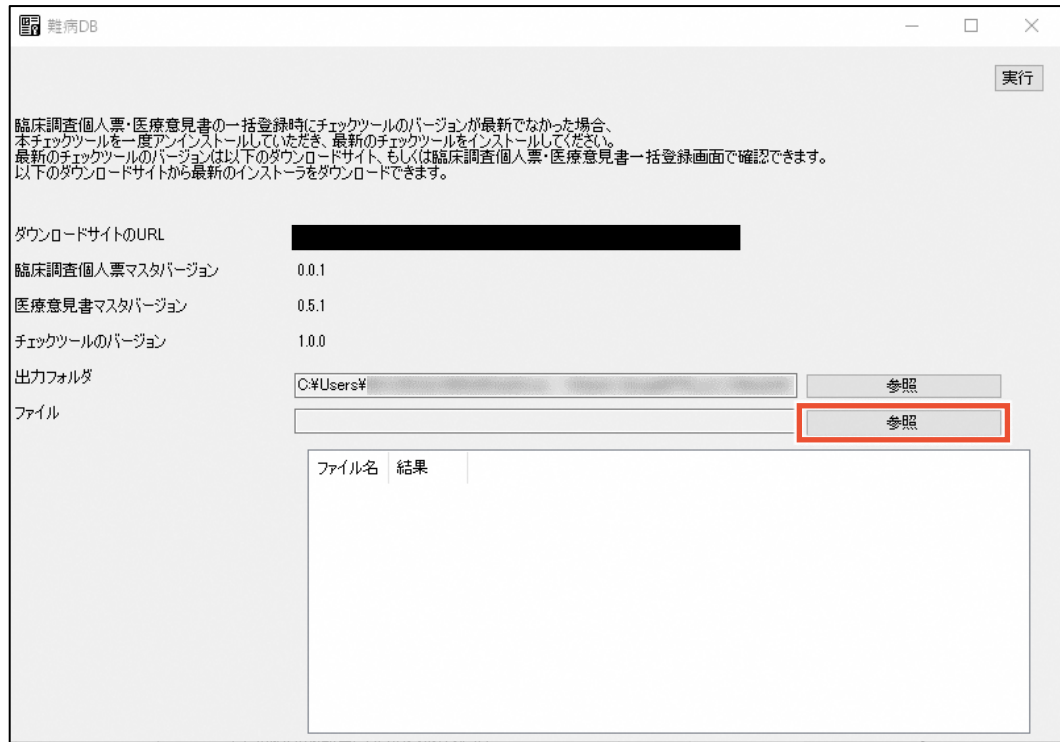 難病DB
実行
臨床調査個人票・医療意見書の一括登録時にチェックツールのバージョンが最新でなかった場合、
本チェックツールを一度アンインストールしていただき、最新のチェックツールをインストールしてください。
最新のチェックツールのバージョンは以下のダウンロードサイト、もしくは臨床調査個人票・医療意見書一括登録画面で確認できます。
以下のダウンロードサイトから最新のインストーラをダウンロードできます。
ダウンロードサイトのURL
臨床調査個人票マスタバージョン 0.0.1
医療意見書マスタバージョン 0.5.1
チェックツールのバージョン 1.0.0
出力フォルダ C:¥Users¥ 参照
ファイル 参照
ファイル名 結果